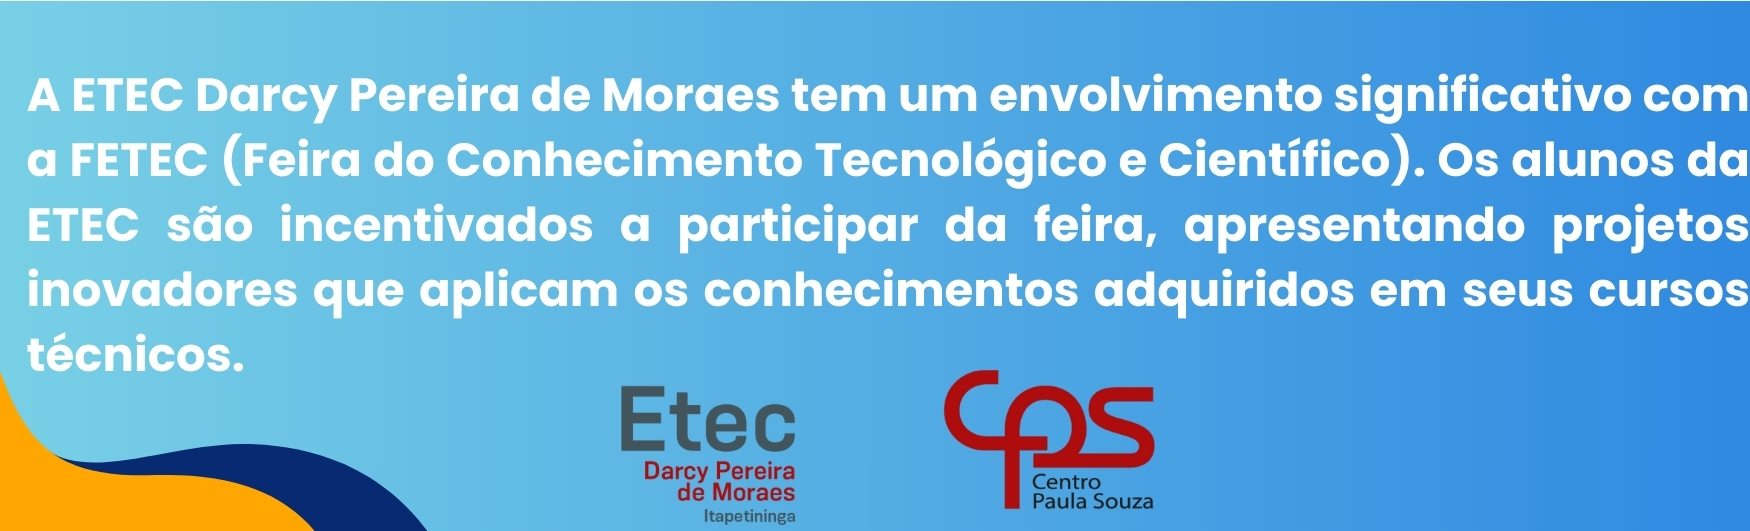 A ETEC Darcy Pereira de Moraes tem um envolvimento significativo com
a FETEC (Feira do Conhecimento Tecnológico e Científico). Os alunos da
ETEC são incentivados a participar da feira, apresentando projetos
inovadores que aplicam os conhecimentos adquiridos em seus cursos
técnicos.
Etec
Darcy Pereira
de Moraes
Itapetininga
CPS
Centro
Paula Souza